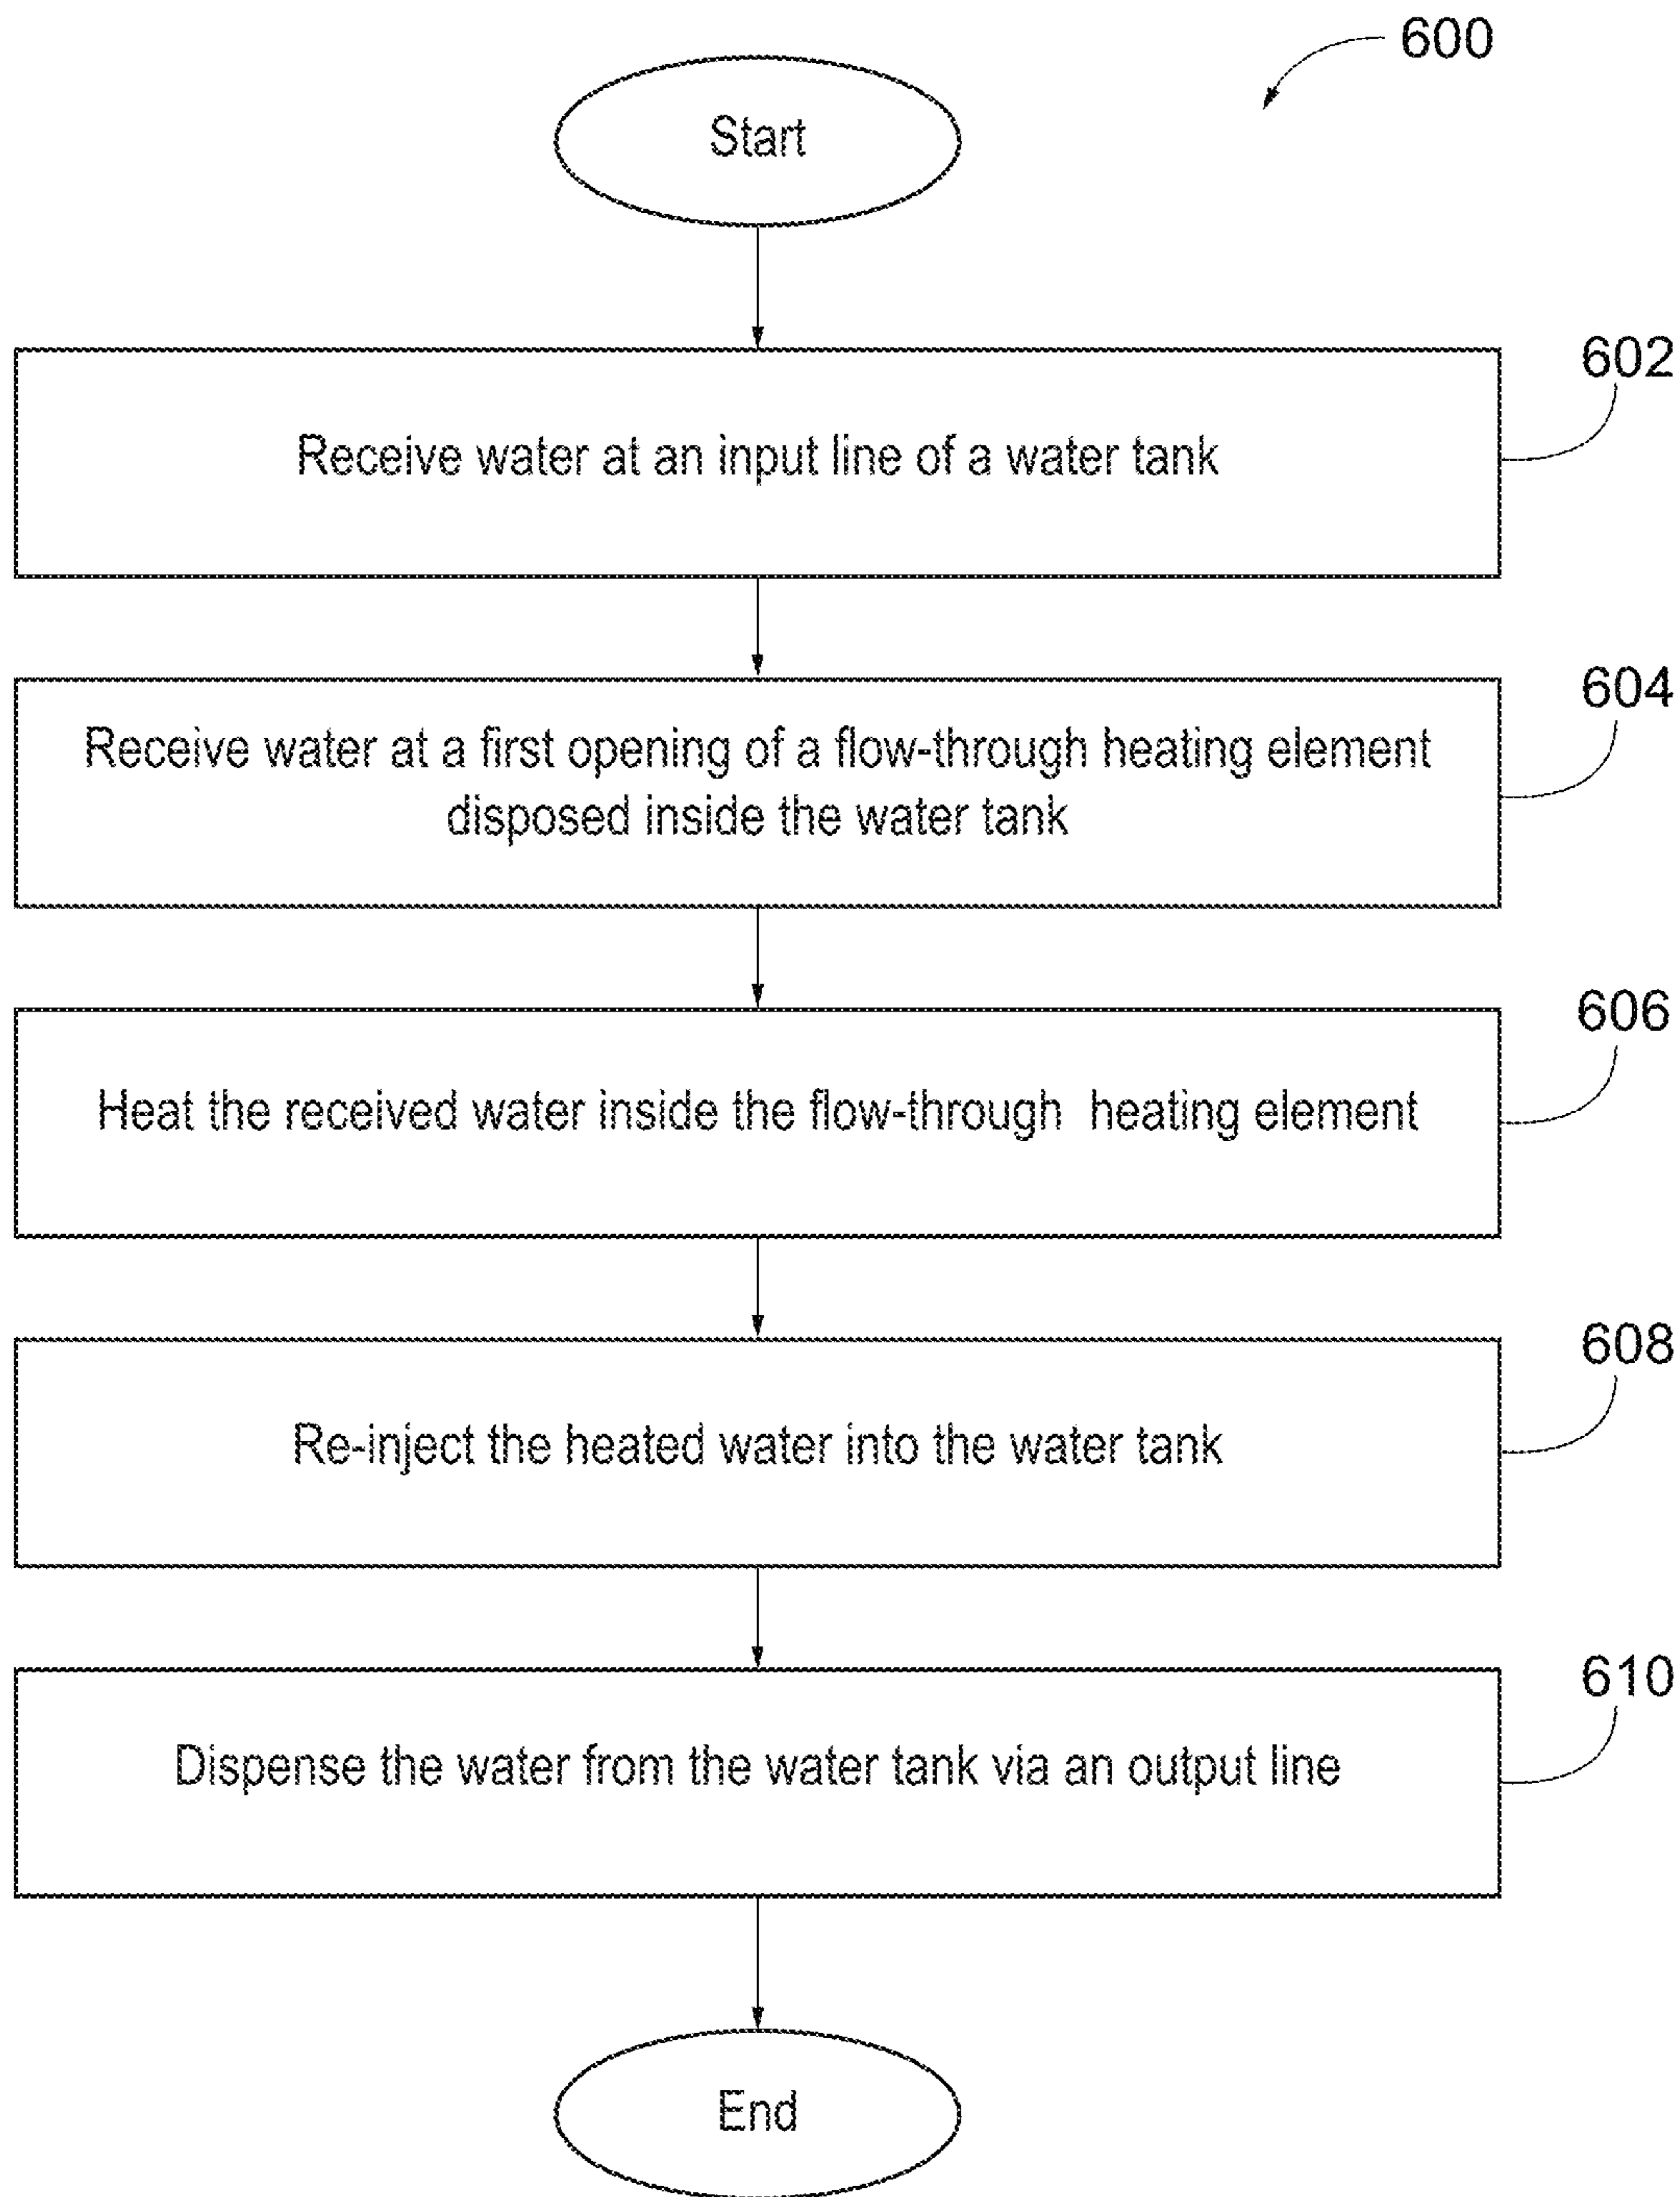 600
Start
602
Receive water at an input line of a water tank
604
Receive water at a first opening of a flow-through heating element
disposed inside the water tank
606
Heat the received water inside the flow-through heating element
608
Re-inject the heated water into the water tank
610
Dispense the water from the water tank via an output line
End